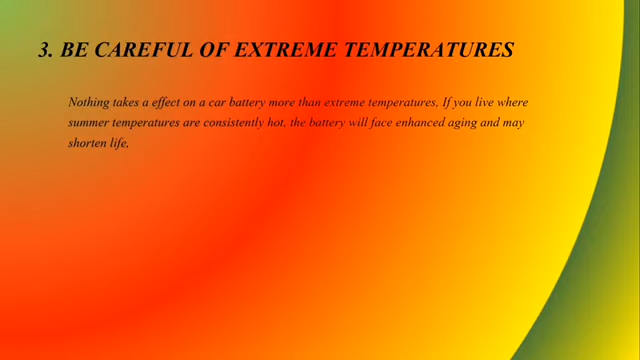 3. BE CAREFUL OF EXTREME TEMPERATURES
Nothing takes a effect on a car battery more than extreme temperatures, If you live where
summer temperatures are consistently hot, the battery will face enhanced aging and may
shorten life.